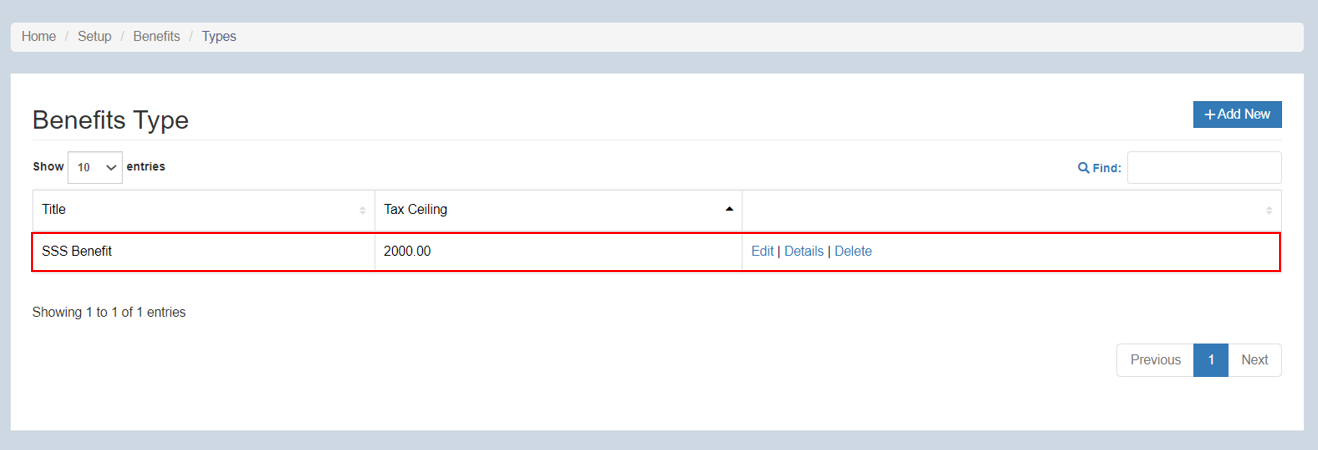 Home / Setup / Benefits / Types
Benefits Type
+ Add New
Show 10 entries
Find:
Title Tax Ceiling
SSS Benefit 2000.00 Edit | Details | Delete
Showing 1 to 1 of 1 entries
Previous 1 Next